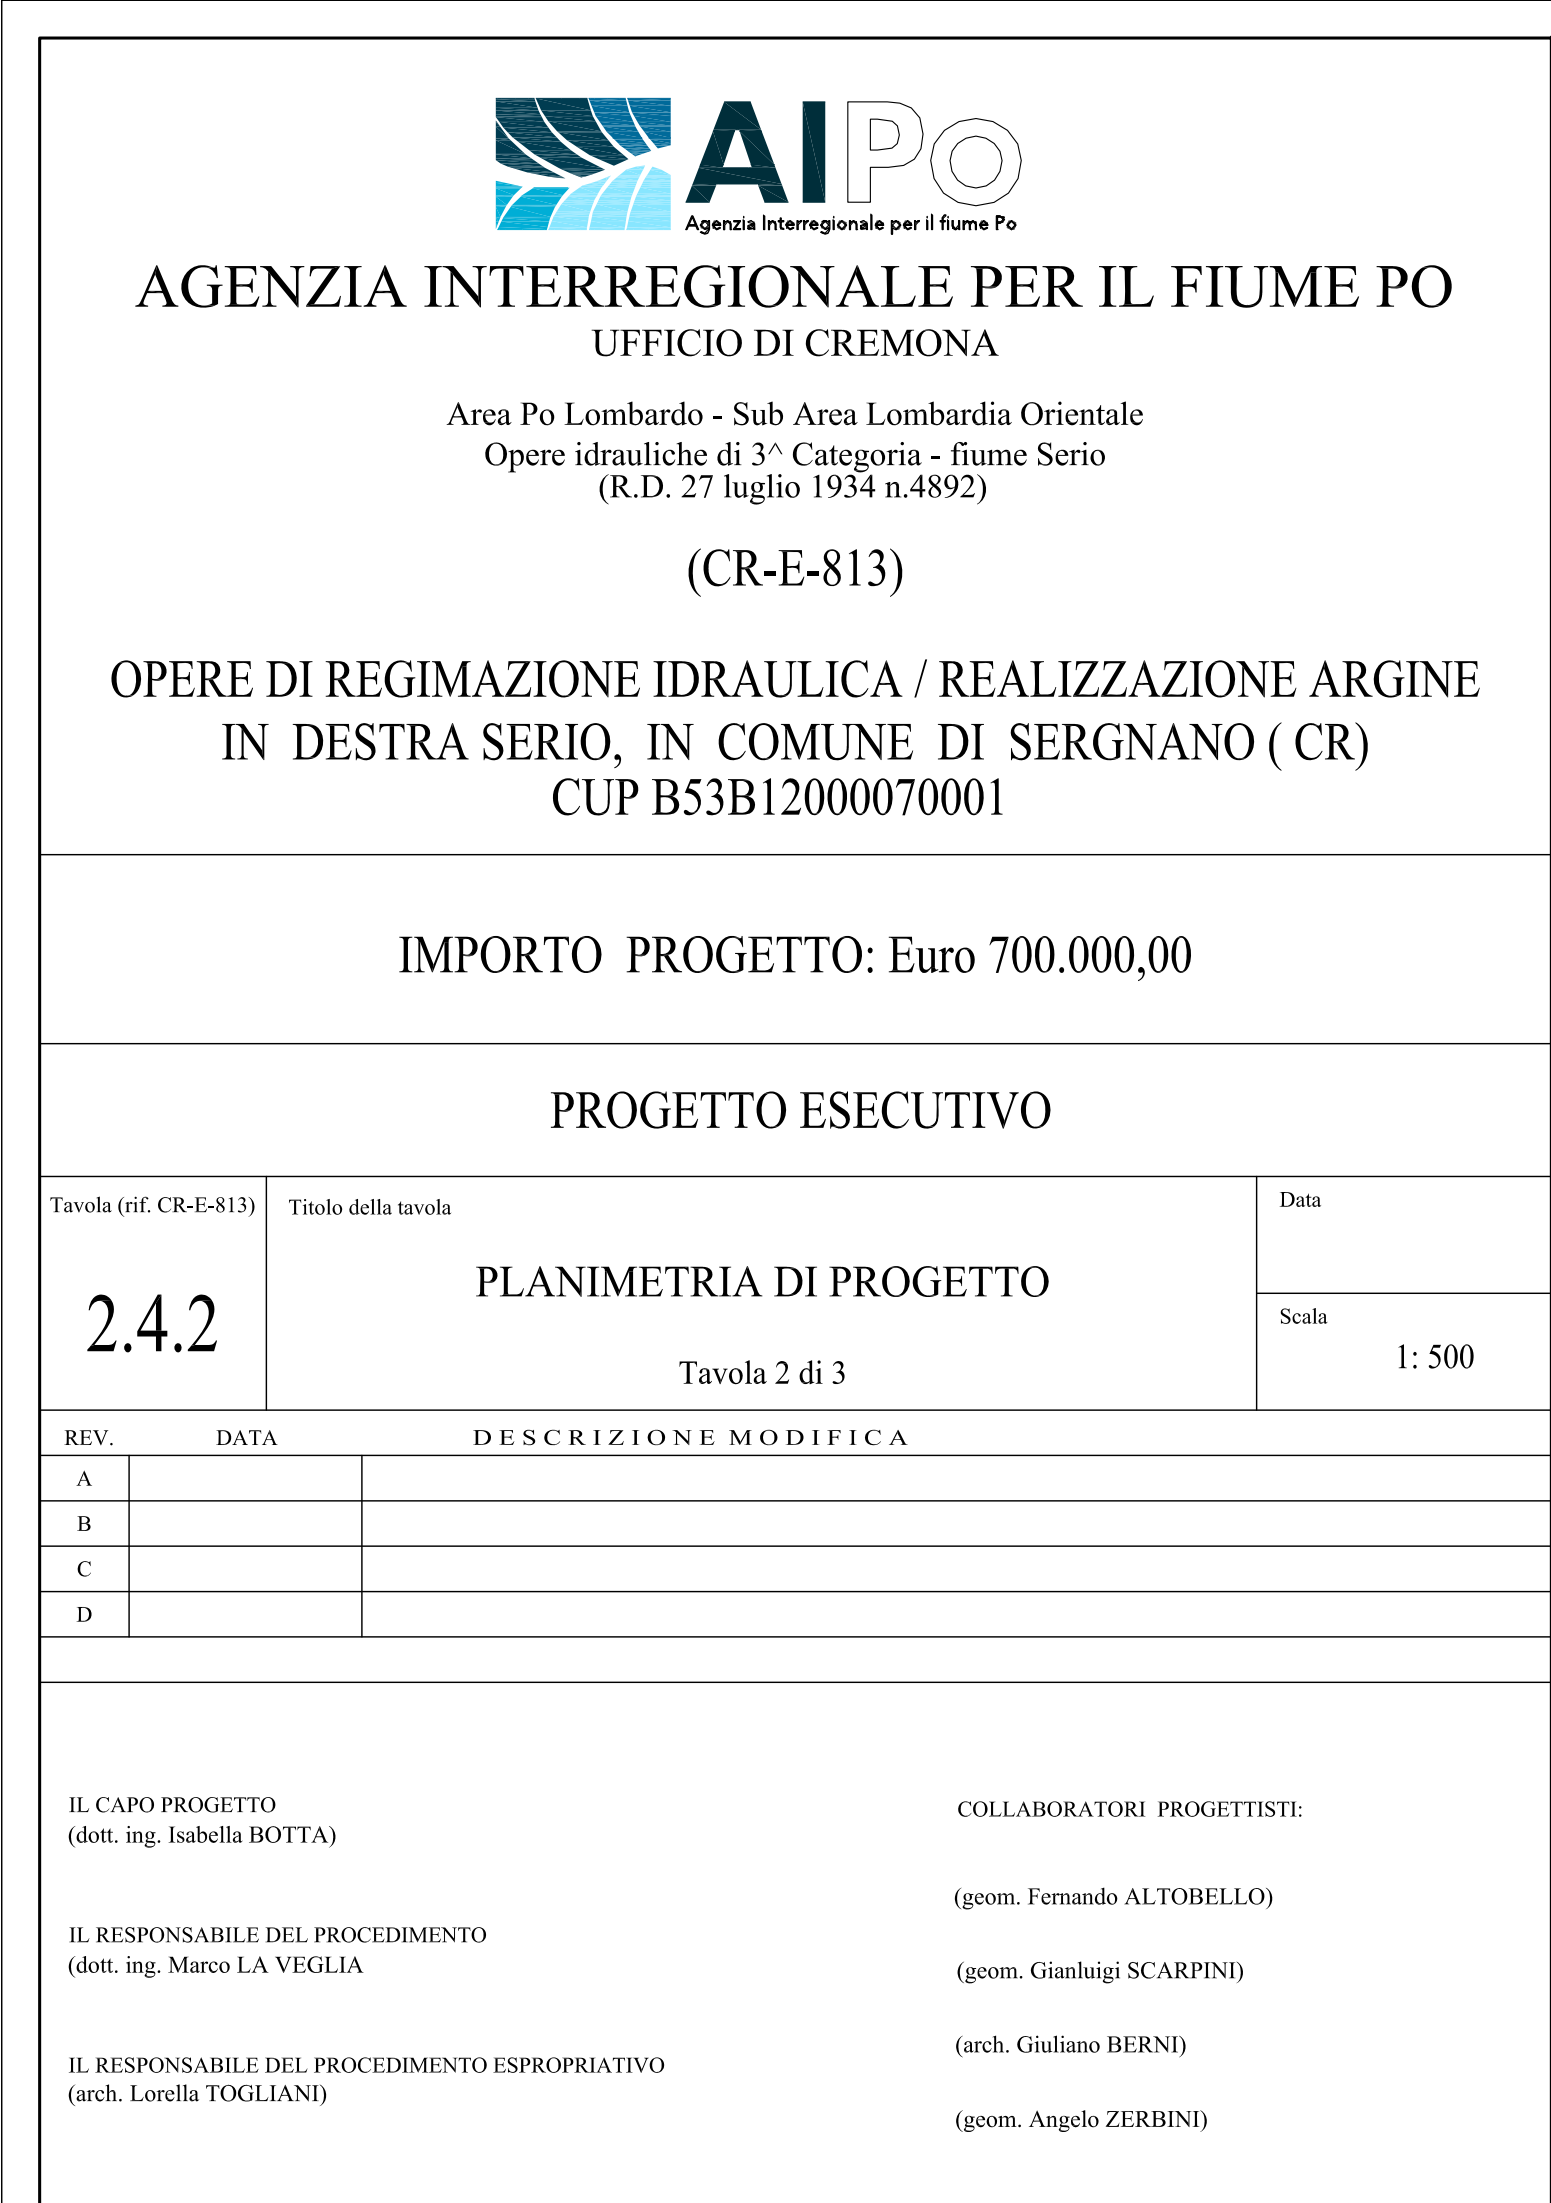 AIPo
Agenzia Interregionale per il fiume Po
AGENZIA INTERREGIONALE PER IL FIUME PO
UFFICIO DI CREMONA
Area Po Lombardo - Sub Area Lombardia Orientale
Opere idrauliche di 3^ Categoria - fiume Serio
(R.D. 27 luglio 1934 n.4892)
(CR-E-813)
OPERE DI REGIMAZIONE IDRAULICA / REALIZZAZIONE ARGINE
IN DESTRA SERIO, IN COMUNE DI SERGNANO ( CR)
CUP B53B12000070001
IMPORTO PROGETTO: Euro 700.000,00
PROGETTO ESECUTIVO
Tavola (rif. CR-E-813)
2.4.2
Titolo della tavola
PLANIMETRIA DI PROGETTO
Tavola 2 di 3
Data
Scala
1: 500
REV. DATA DESCRIZIONE MODIFICA
A
B
C
D
IL CAPO PROGETTO
(dott. ing. Isabella BOTTA)
IL RESPONSABILE DEL PROCEDIMENTO
(dott. ing. Marco LA VEGLIA
IL RESPONSABILE DEL PROCEDIMENTO ESPROPRIATIVO
(arch. Lorella TOGLIANI)
COLLABORATORI PROGETTISTI:
(geom. Fernando ALTOBELLO)
(geom. Gianluigi SCARPINI)
(arch. Giuliano BERNI)
(geom. Angelo ZERBINI)